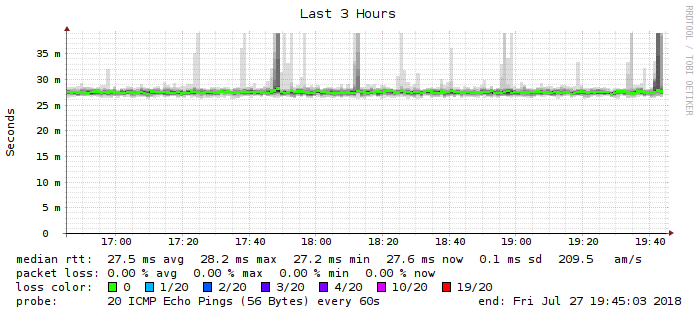 Last 3 Hours
RRDTOOL / TOBI OETIKER
Seconds
35 m
30 m
25 m
20 m
15 m
10 m
5 m
0
17:00 17:20 17:40 18:00 18:20 18:40 19:00 19:20 19:40
median rtt: 27.5 ms avg 28.2 ms max 27.2 ms min 27.6 ms now 0.1 ms sd 209.5 am/s
packet loss: 0.00 % avg 0.00 % max 0.00 % min 0.00 % now
loss color: 0 1/20 2/20 3/20 4/20 10/20 19/20
probe: 20 ICMP Echo Pings (56 Bytes) every 60s end: Fri Jul 27 19:45:03 2018